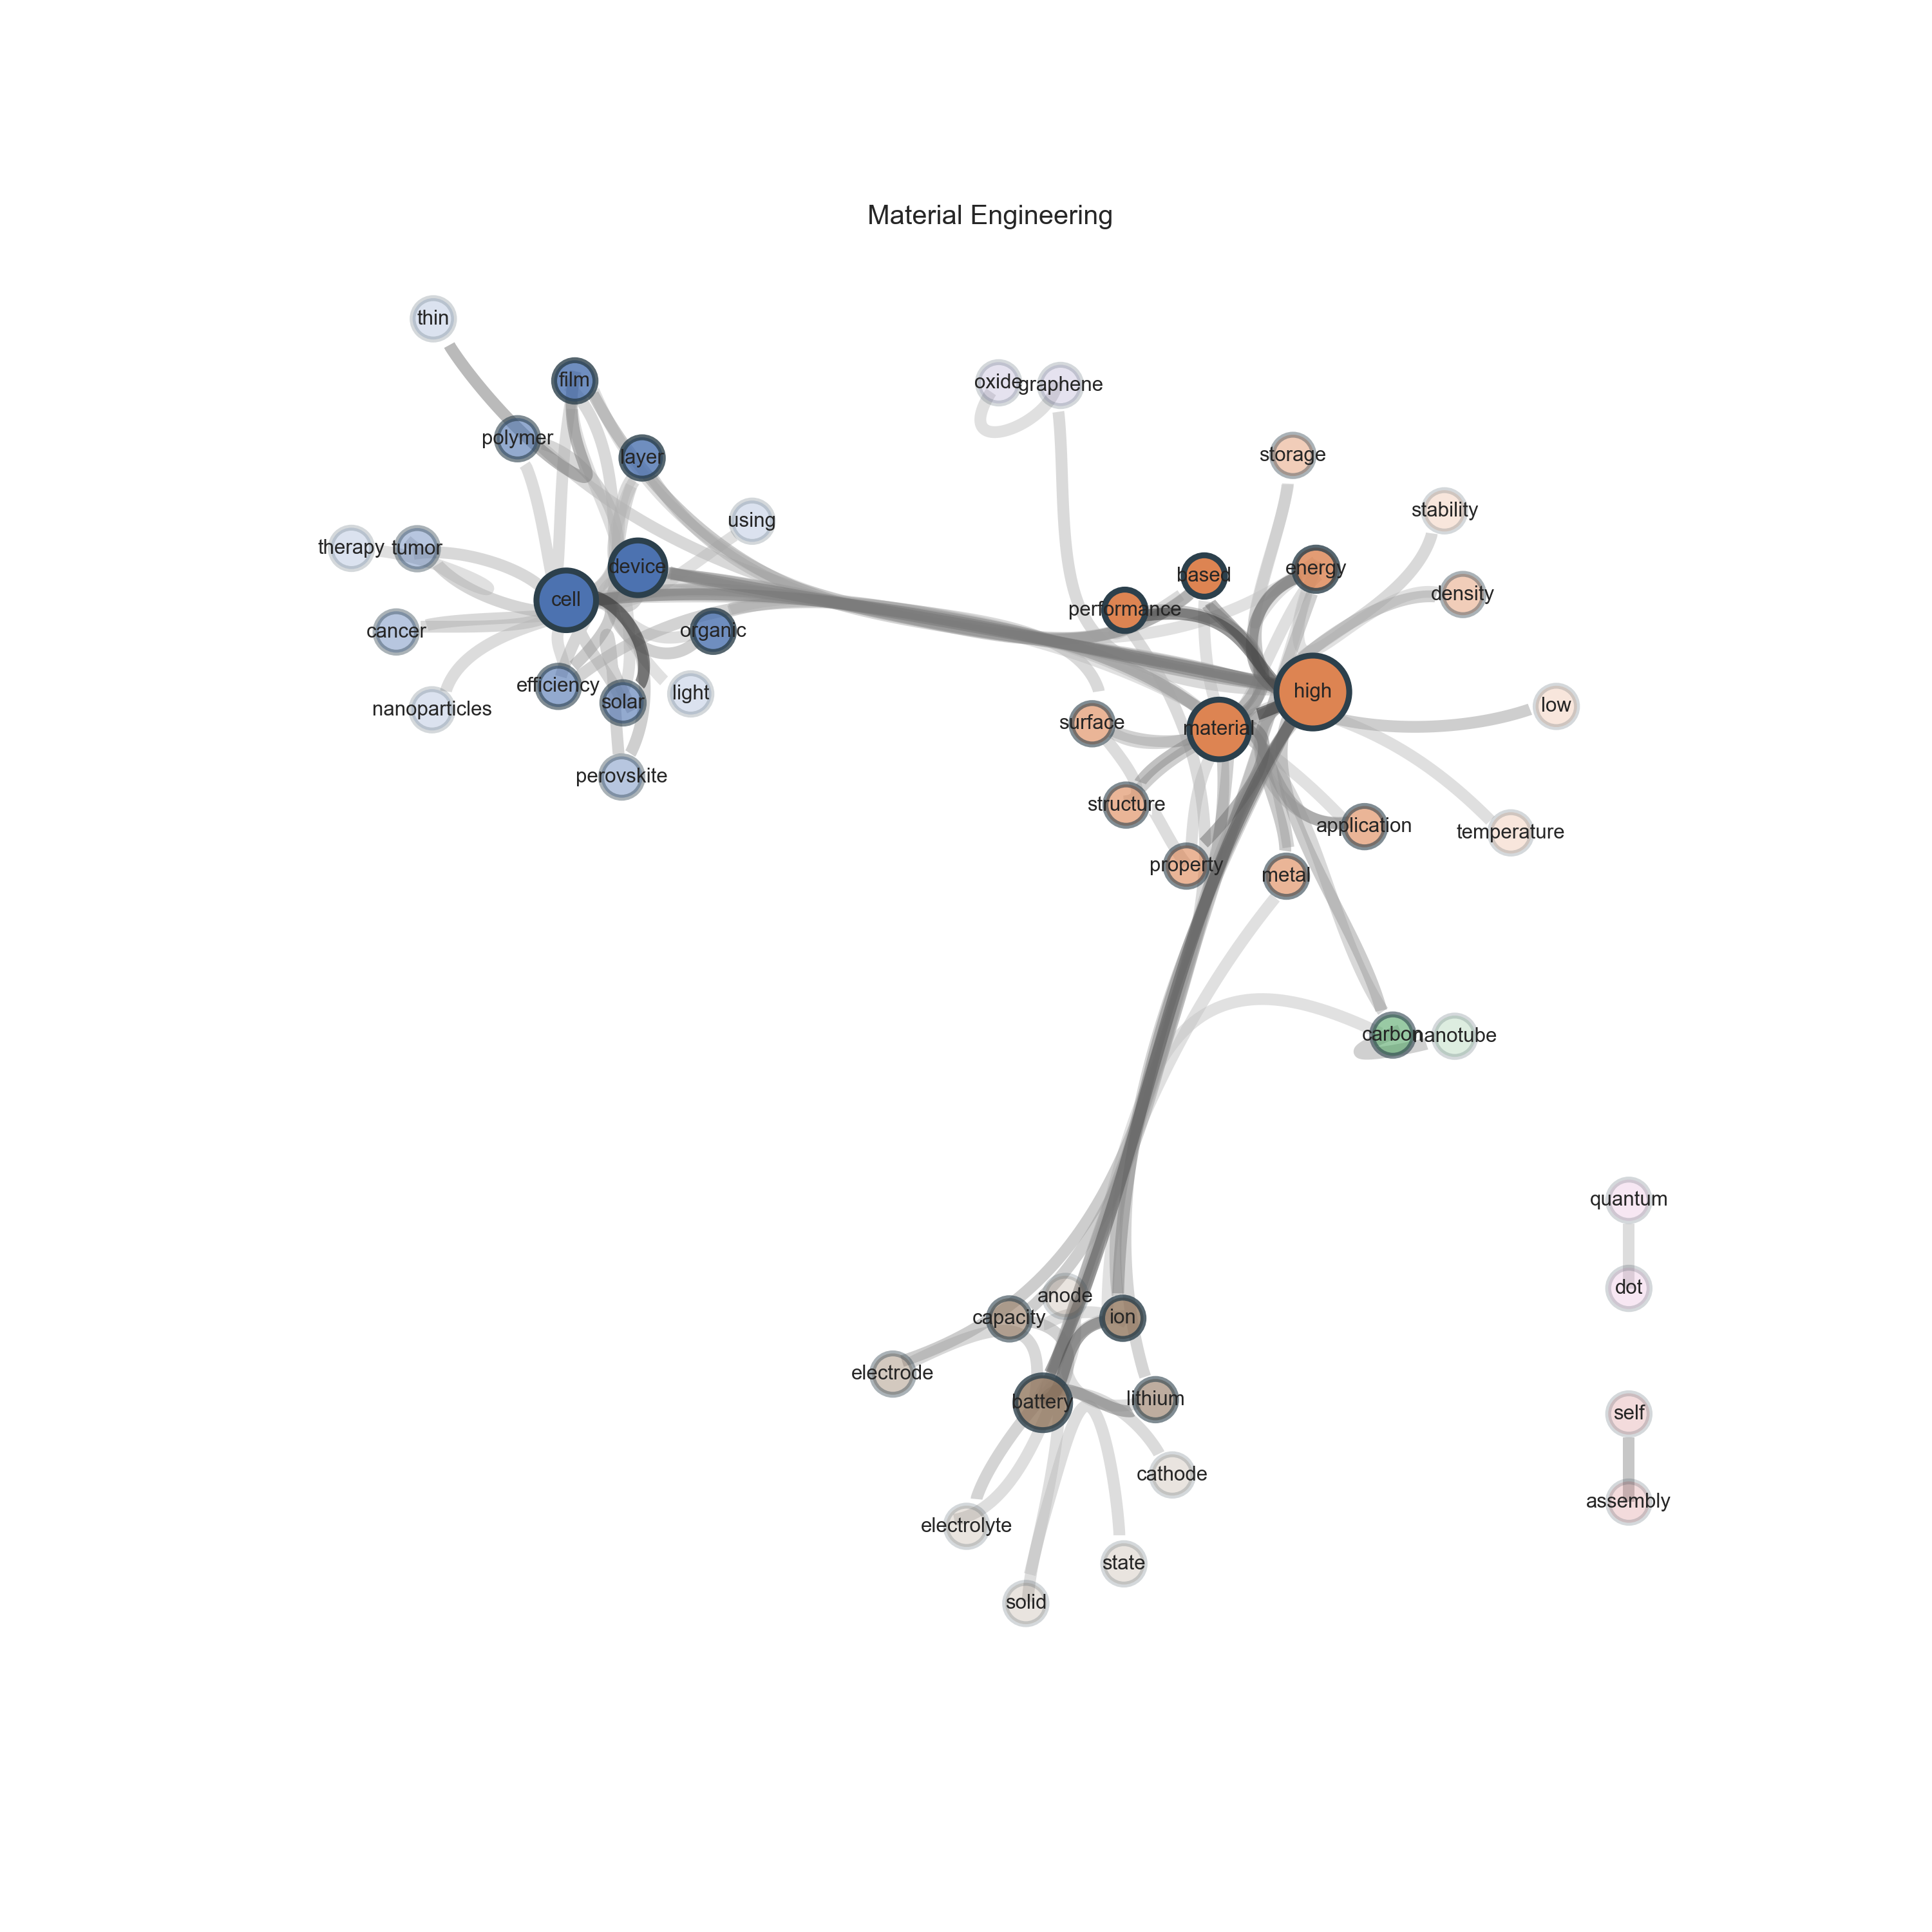 Material Engineering
thin
film
oxide
graphene
polymer
layer
storage
stability
using
therapy
tumor
device
based
energy
density
cell
performance
cancer
organic
efficiency
solar
light
nanoparticles
high
low
surface
material
perovskite
structure
application
temperature
property
metal
carbon
nanotube
quantum
dot
anode
capacity
ion
electrode
battery
lithium
self
cathode
assembly
electrolyte
state
solid